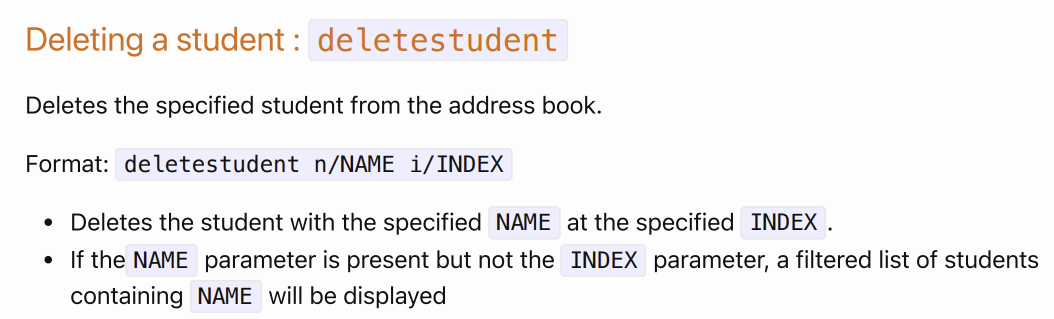 Deleting a student : deletestudent
Deletes the specified student from the address book.
Format: deletestudent n/NAME i/INDEX
• Deletes the student with the specified NAME at the specified INDEX.
• If the NAME parameter is present but not the INDEX parameter, a filtered list of students
containing NAME will be displayed